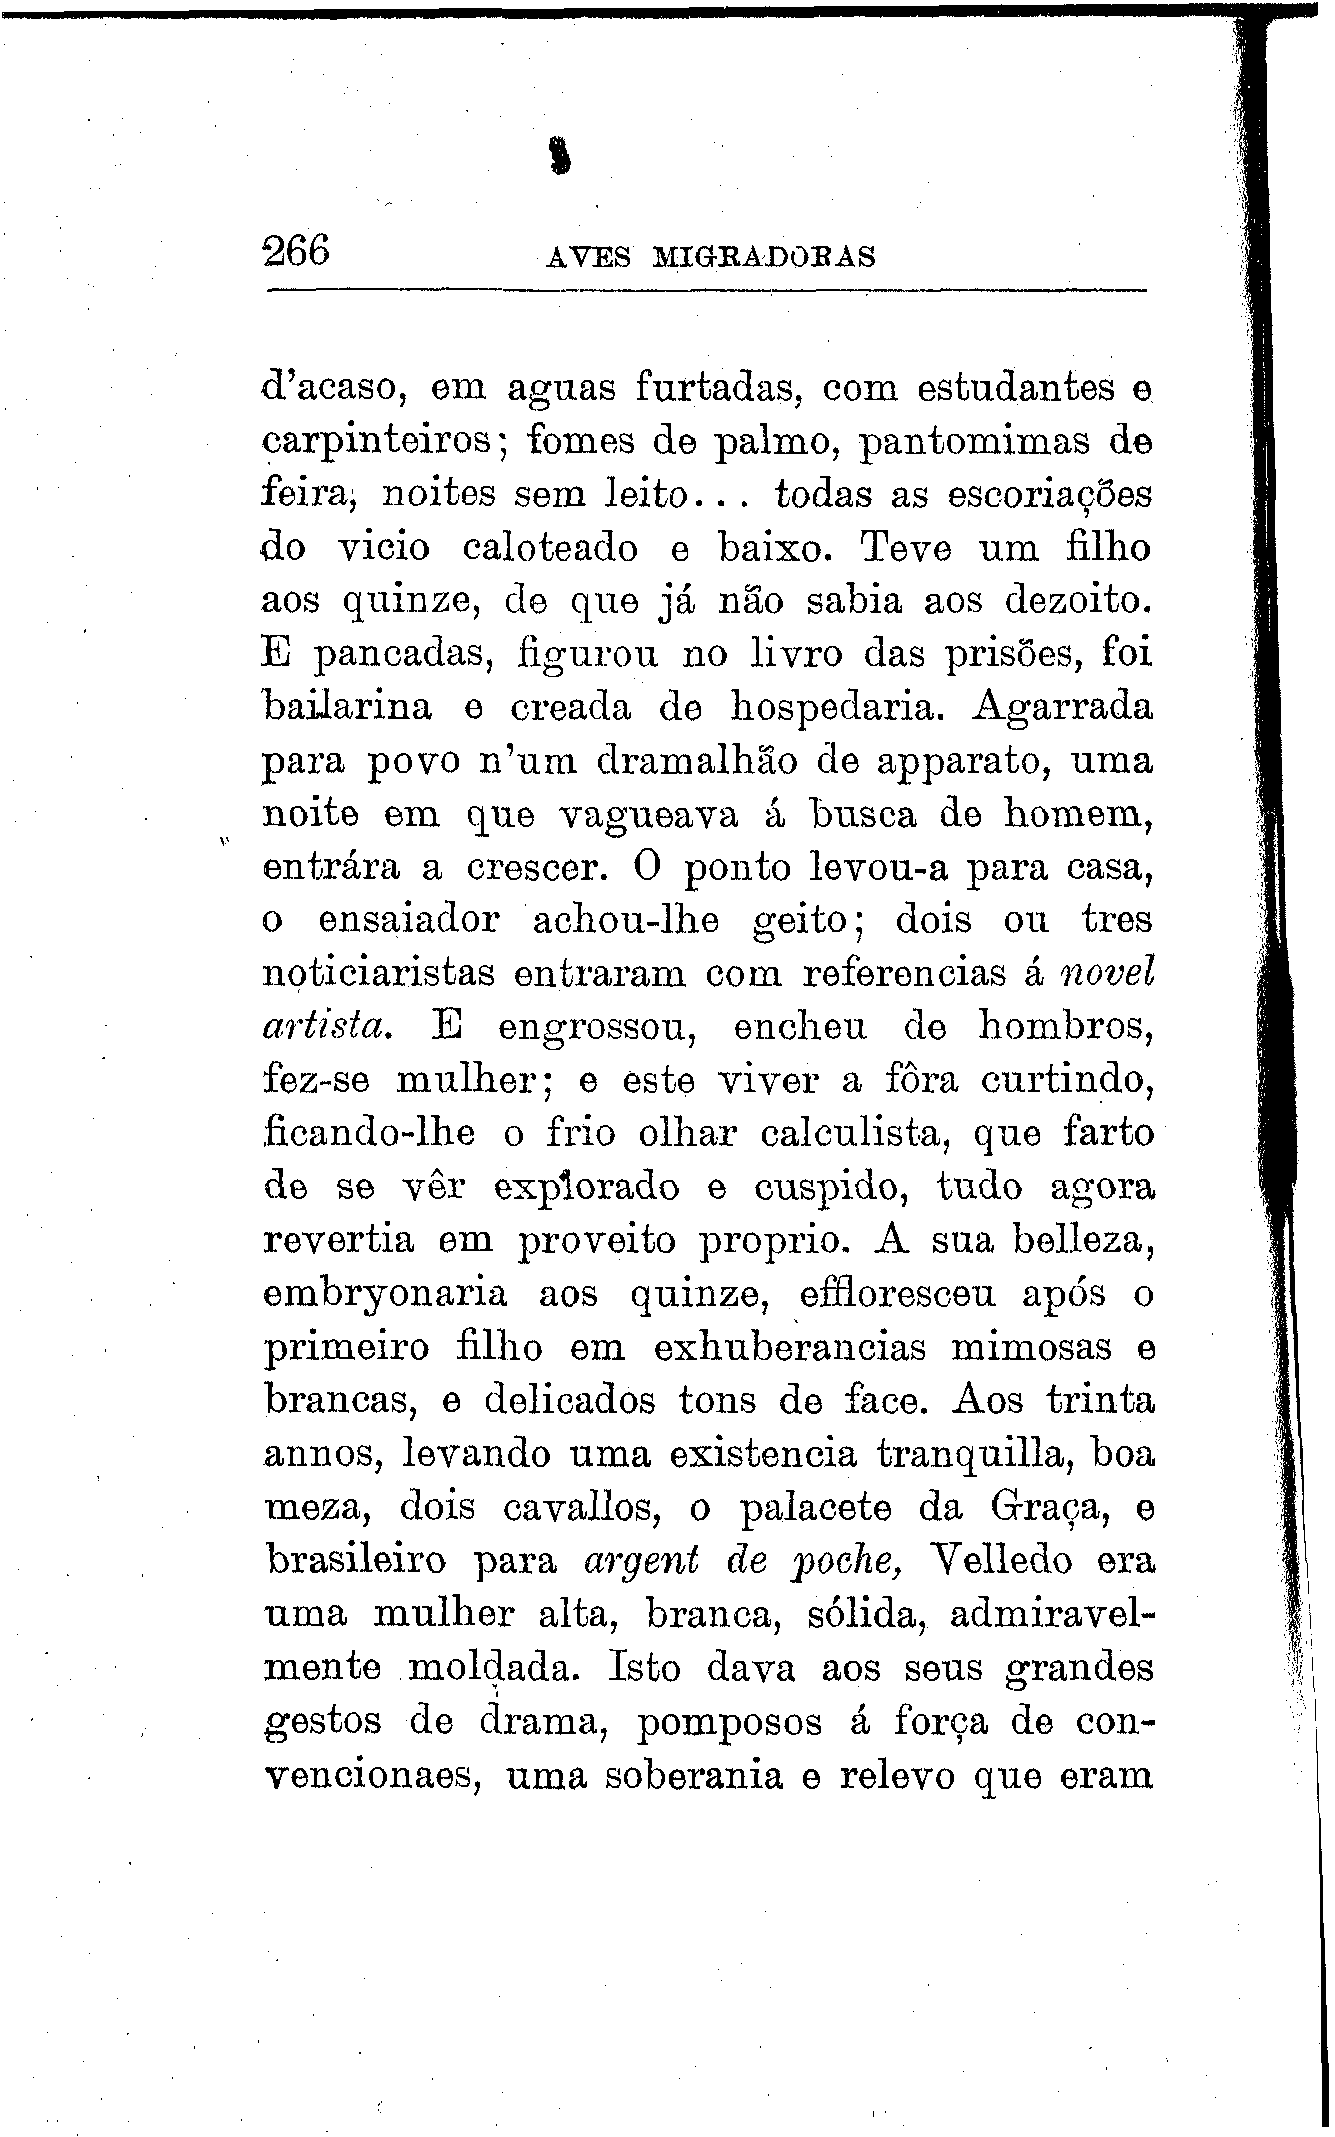 266 AVES MIGRADORAS
d'acaso, em aguas furtadas, com estudantes e
carpinteiros; fomes de palmo, pantomimas de
feira, noites sem leito... todas as escoriações
do vicio caloteado e baixo. Teve um filho
aos quinze, de que já não sabia aos dezoito.
E pancadas, figurou no livro das prisões, foi
bailarina e creada de hospedaria. Agarrada
para povo n'um dramalhão de apparato, uma
noite em que vagueava á busca de homem,
entrára a crescer. O ponto levou-a para casa,
o ensaiador achou-lhe geito; dois ou tres
noticiaristas entraram com referencias á novel
artista. E engrossou, encheu de hombros,
fez-se mulher; e este viver a fôra curtindo,
ficando-lhe o frio olhar calculista, que farto
de se vêr explorado e cuspido, tudo agora
revertia em proveito proprio. A sua belleza,
embryonaria aos quinze, effloresceu após o
primeiro filho em exhuberancias mimosas e
brancas, e delicados tons de face. Aos trinta
annos, levando uma existencia tranquilla, boa
meza, dois cavallos, o palacete da Graça, e
brasileiro para argent de poche, Velledo era
uma mulher alta, branca, sólida, admiravel-
mente moldada. Isto dava aos seus grandes
gestos de drama, pomposos á força de con-
vencionaes, uma soberania e relevo que eram